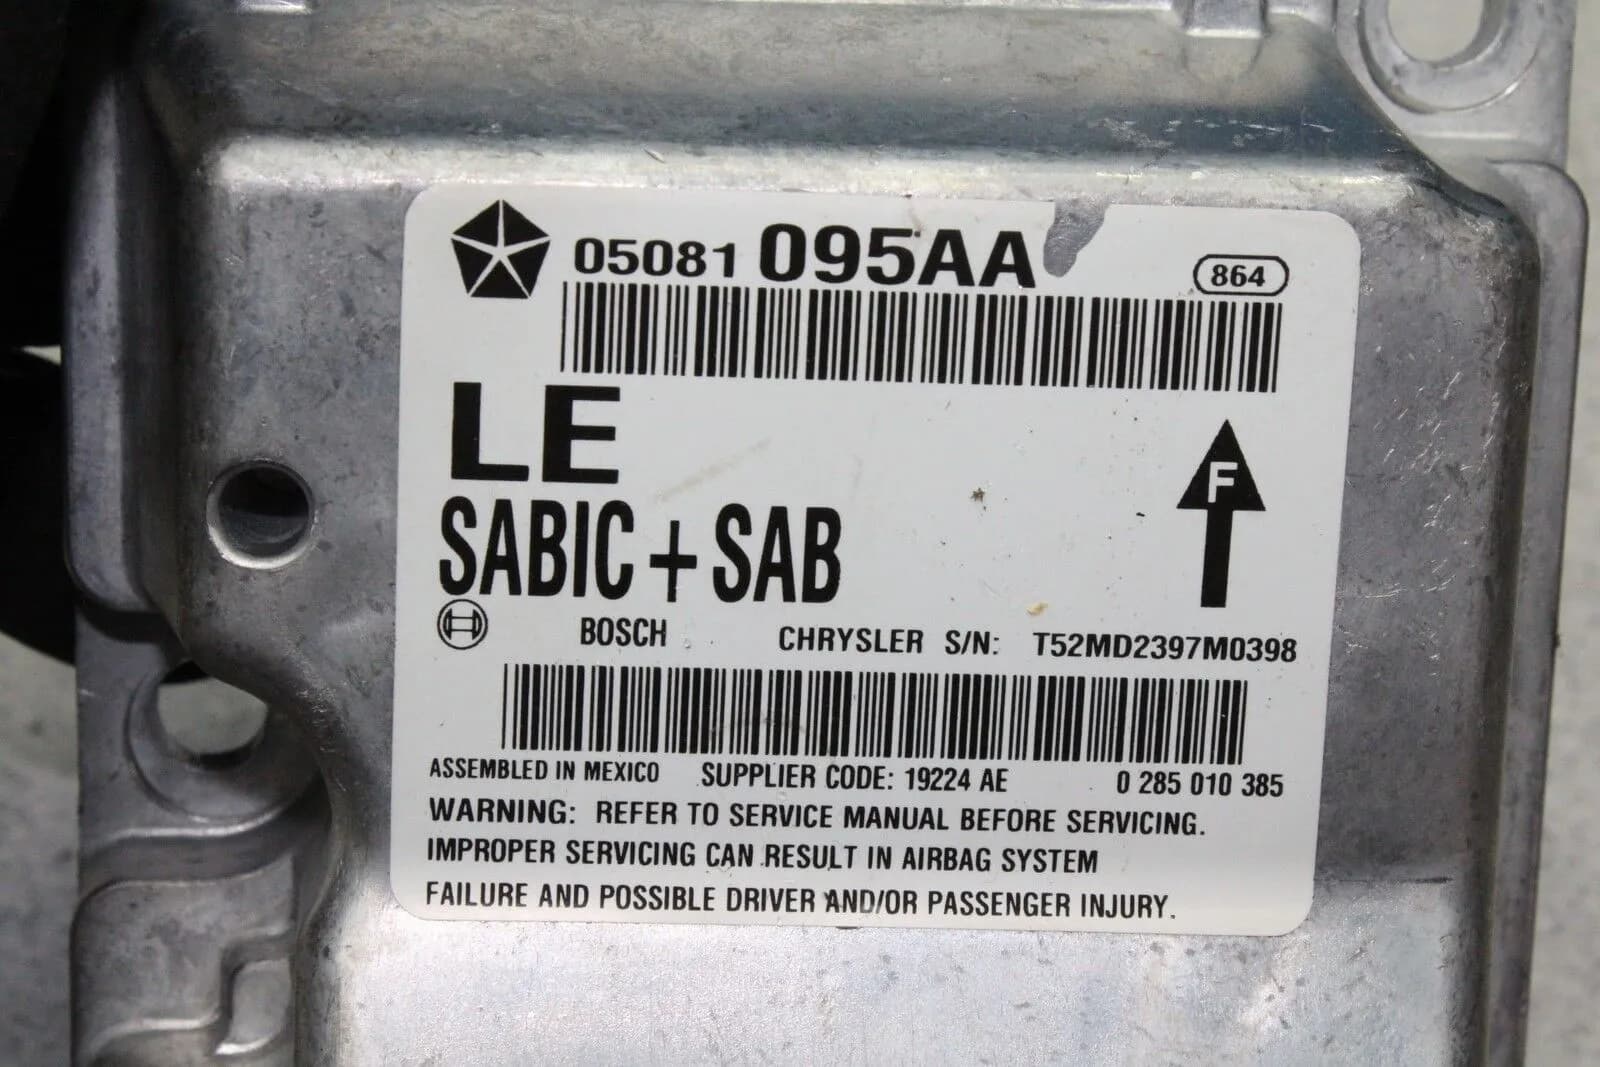 05081 095AA 864
LE
F
SABIC + SAB
BOSCH CHRYSLER S/N: T52MD2397M0398
ASSEMBLED IN MEXICO SUPPLIER CODE: 19224 AE 0 285 010 385
WARNING: REFER TO SERVICE MANUAL BEFORE SERVICING.
IMPROPER SERVICING CAN RESULT IN AIRBAG SYSTEM
FAILURE AND POSSIBLE DRIVER AND/OR PASSENGER INJURY.